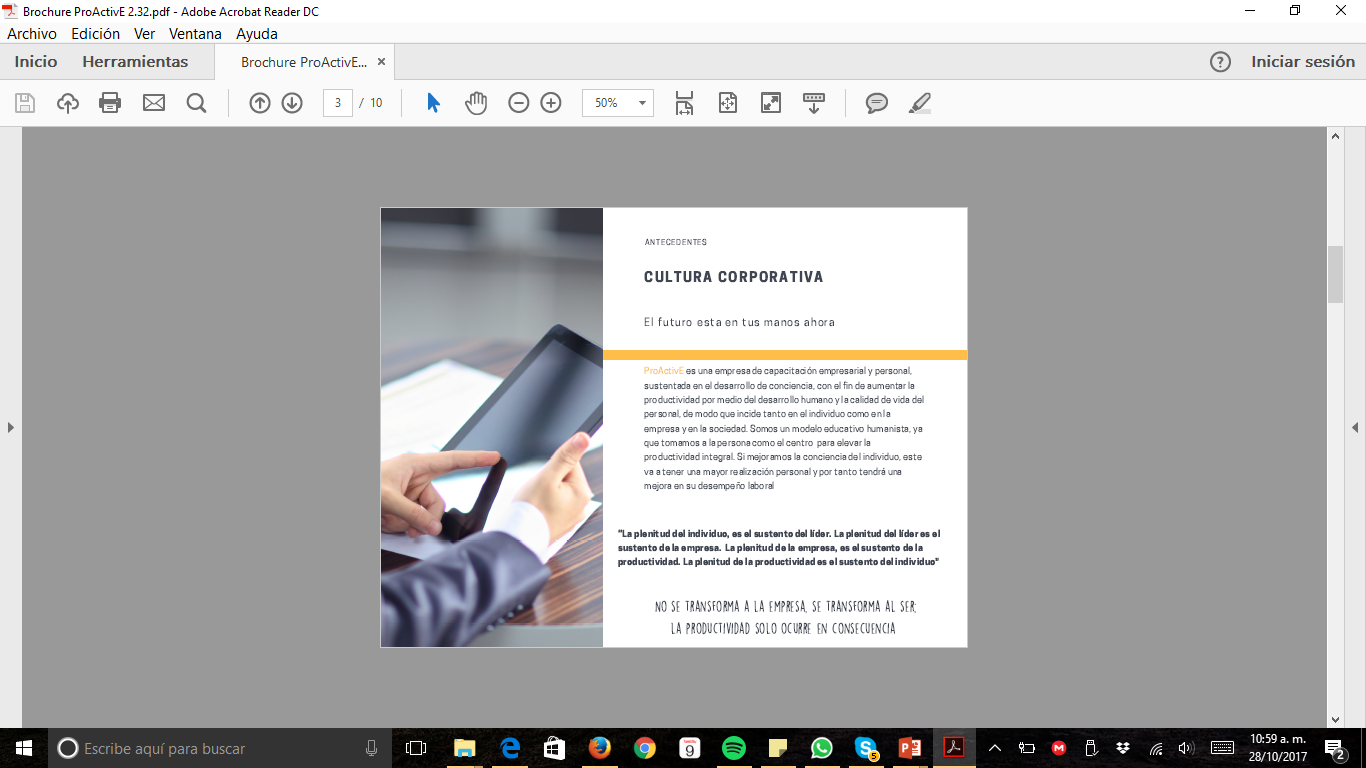 Brochure ProActivE 2.32.pdf - Adobe Acrobat Reader DC
Archivo Edición Ver Ventana Ayuda
Inicio Herramientas Brochure ProActivE... × ? Iniciar sesión
3 / 10 50%
ANTECEDENTES
CULTURA CORPORATIVA
El futuro esta en tus manos ahora
ProActivE es una empresa de capacitación empresarial y personal,
sustentada en el desarrollo de conciencia, con el fin de aumentar la
productividad por medio del desarrollo humano y la calidad de vida del
personal, de modo que incide tanto en el individuo como en la
empresa y en la sociedad. Somos un modelo educativo humanista, ya
que tomamos a la persona como el centro para elevar la
productividad integral. Si mejoramos la conciencia del individuo, este
va a tener una mayor realización personal y por tanto tendrá una
mejora en su desempeño laboral
"La plenitud del individuo, es el sustento del líder. La plenitud del líder es el
sustento de la empresa. La plenitud de la empresa, es el sustento de la
productividad. La plenitud de la productividad es el sustento del individuo"
NO SE TRANSFORMA A LA EMPRESA, SE TRANSFORMA AL SER;
LA PRODUCTIVIDAD SOLO OCURRE EN CONSECUENCIA
Escribe aquí para buscar
9
5
10:59 a. m.
28/10/2017
2